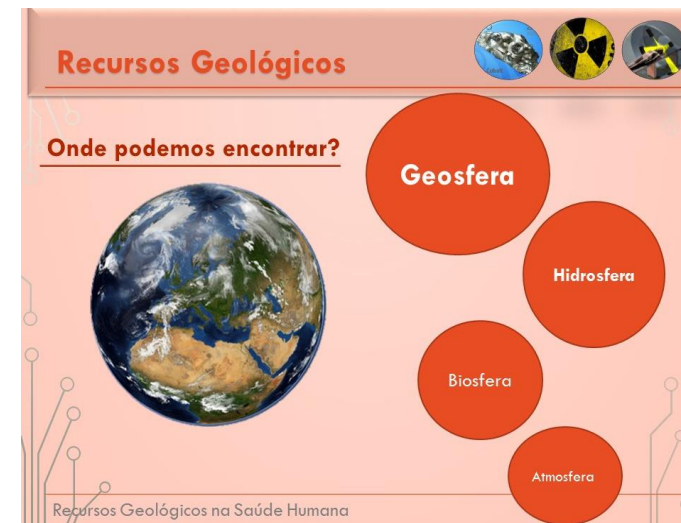 Recursos Geológicos
Onde podemos encontrar?
Geosfera
Hidrosfera
Biosfera
Atmosfera
Recursos Geológicos na Saúde Humana